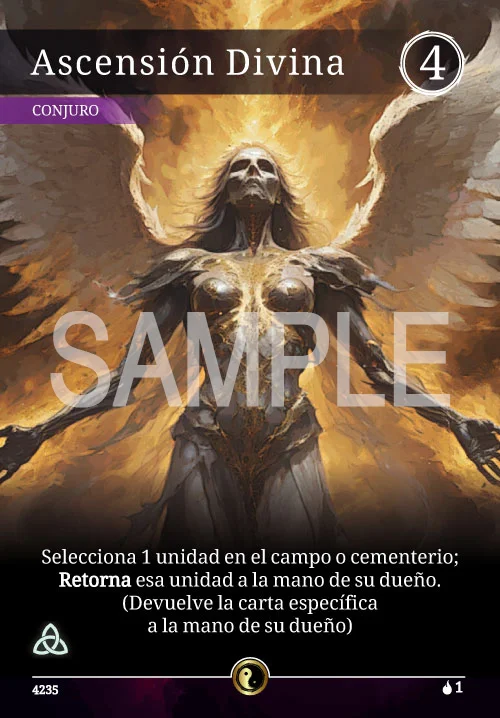 Ascensión Divina
4
CONJURO
SAMPLE
Selecciona 1 unidad en el campo o cementerio;
Retorna esa unidad a la mano de su dueño.
(Devuelve la carta específica
a la mano de su dueño)
4235
1